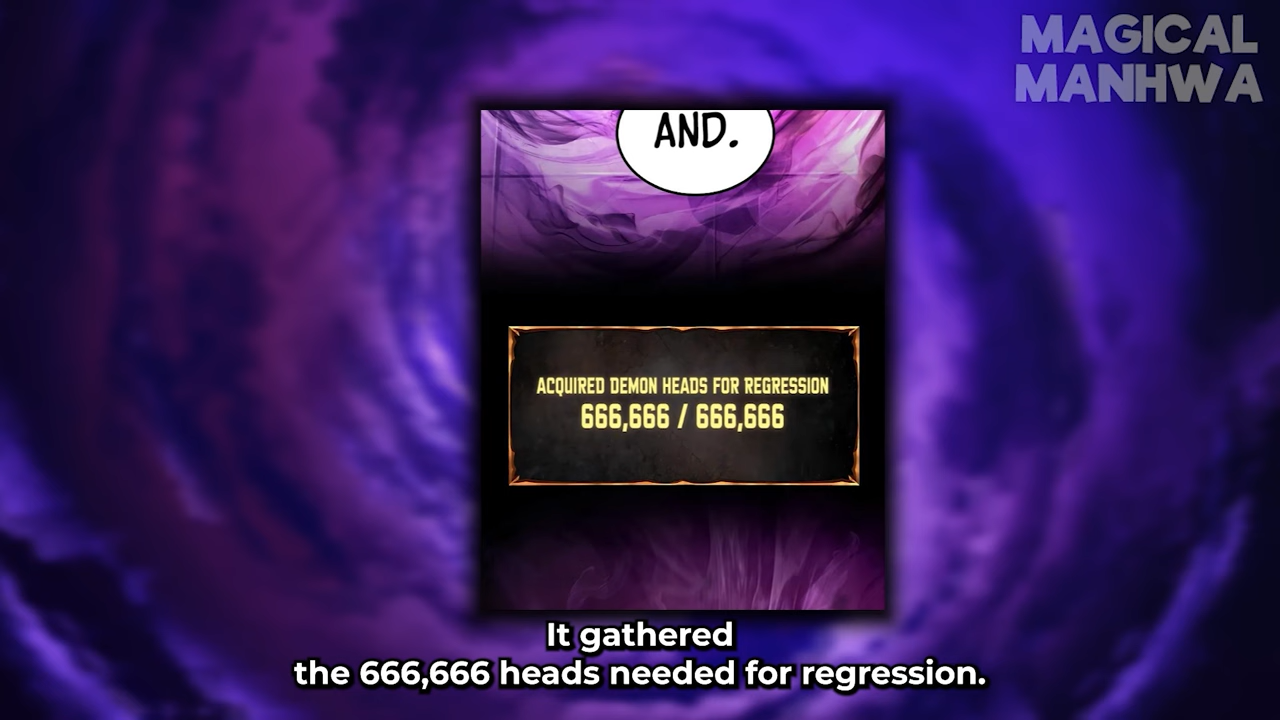 MAGICAL
MANHWA
AND.
ACQUIRED DEMON HEADS FOR REGRESSION
666,666 / 666,666
It gathered
the 666,666 heads needed for regression.